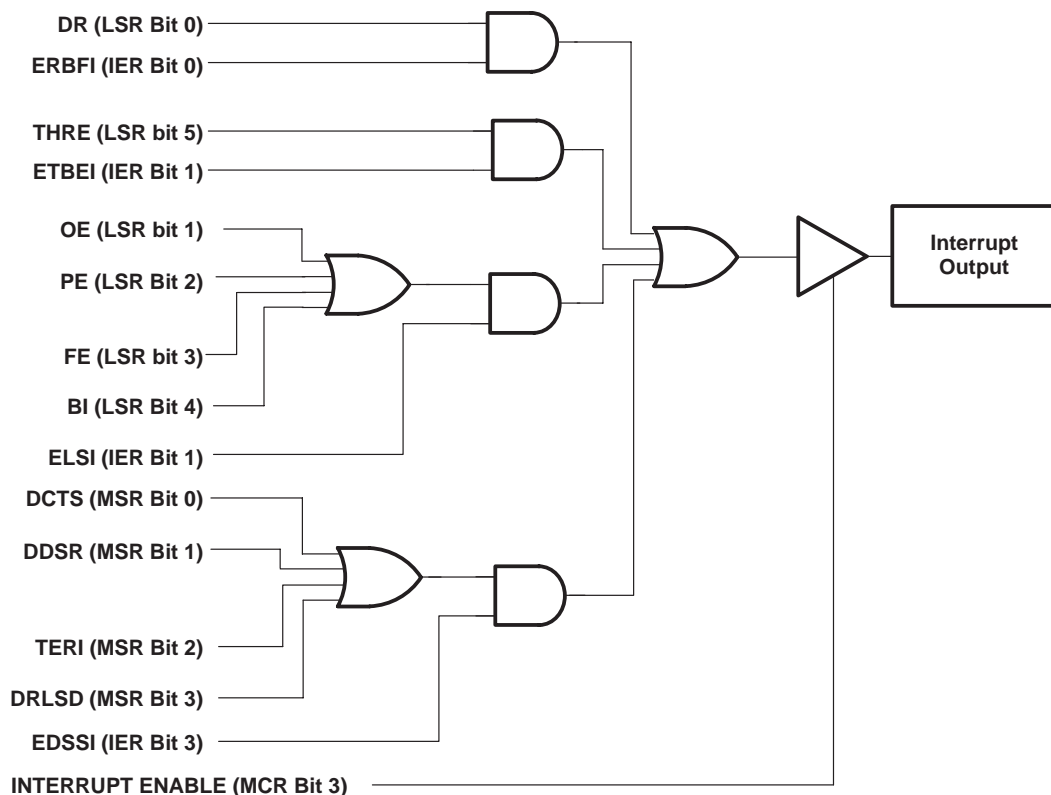 DR (LSR Bit 0)
ERBFI (IER Bit 0)
THRE (LSR bit 5)
ETBEI (IER Bit 1)
OE (LSR bit 1)
PE (LSR Bit 2)
FE (LSR bit 3)
BI (LSR Bit 4)
ELSI (IER Bit 1)
DCTS (MSR Bit 0)
DDSR (MSR Bit 1)
TERI (MSR Bit 2)
DRLSD (MSR Bit 3)
EDSSI (IER Bit 3)
INTERRUPT ENABLE (MCR Bit 3)
Interrupt
Output